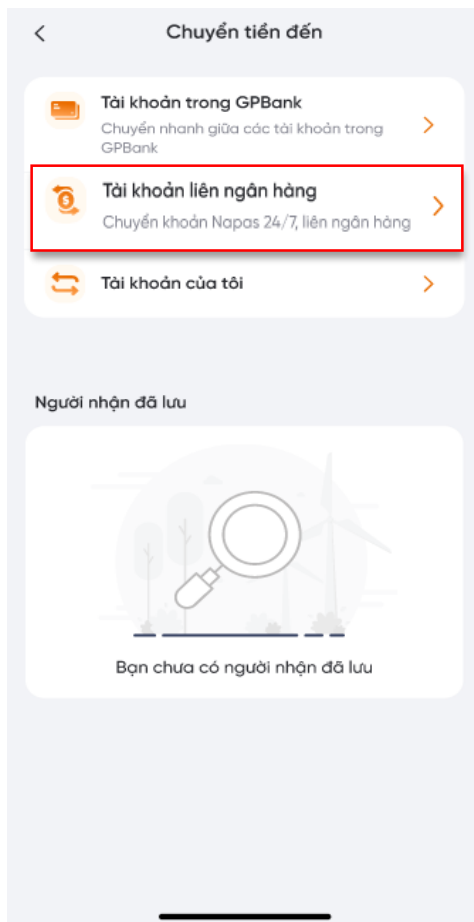 Chuyển tiền đến
Tài khoản trong GPBank
Chuyển nhanh giữa các tài khoản trong
GPBank
Tài khoản liên ngân hàng
Chuyển khoản Napas 24/7, liên ngân hàng
Tài khoản của tôi
Người nhận đã lưu
Bạn chưa có người nhận đã lưu